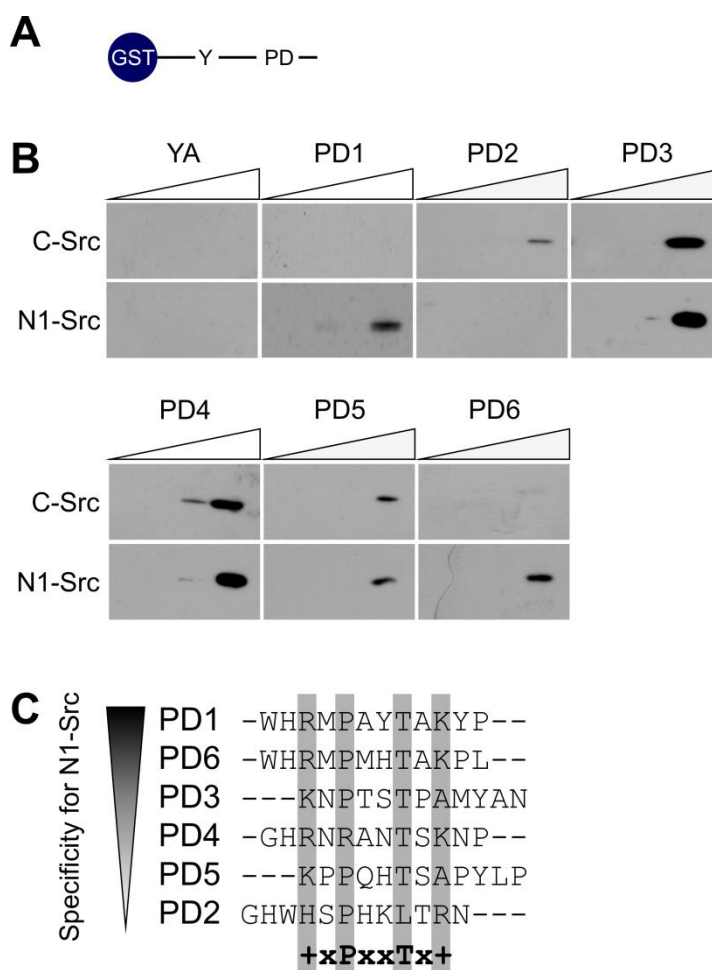 A
GST Y PD
B
YA PD1 PD2 PD3
C-Src
N1-Src
PD4 PD5 PD6
C-Src
N1-Src
C
Specificity for N1-Src
PD1 -WHRMPAYTAKYP--
PD6 -WHRMPMHTAKPL--
PD3 ---KNPTSTPAMYAN
PD4 -GHRNRANTSKNP--
PD5 ---KPPQHTSAPYLP
PD2 GHWHSPHKLTRN---
+xPxxTx+